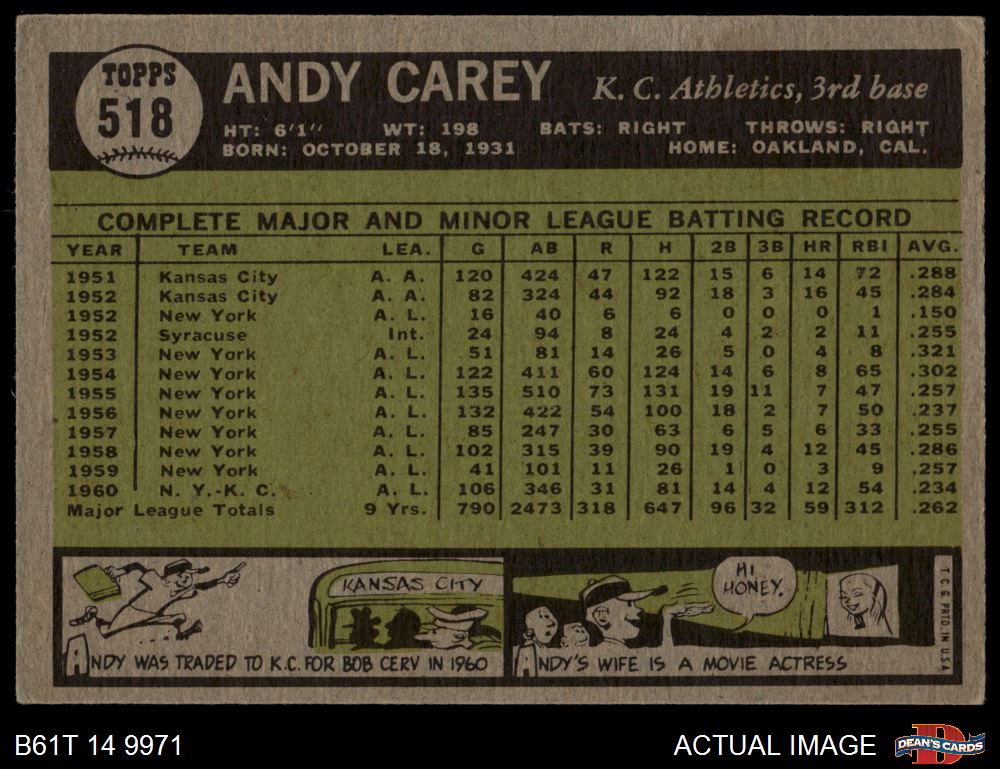 TOPPS
518
ANDY CAREY K. C. Athletics, 3rd base
HT: 6'1" WT: 198 BATS: RIGHT THROWS: RIGHT
BORN: OCTOBER 18, 1931 HOME: OAKLAND, CAL.
COMPLETE MAJOR AND MINOR LEAGUE BATTING RECORD
YEAR TEAM LEA. G AB R H 2B 3B HR RBI AVG.
1951 Kansas City A. A. 120 424 47 122 15 6 14 72 .288
1952 Kansas City A. A. 82 324 44 92 18 3 16 45 .284
1952 New York A. L. 16 40 6 6 0 0 0 1 .150
1952 Syracuse Int. 24 94 8 24 4 2 2 11 .255
1953 New York A. L. 51 81 14 26 5 0 4 8 .321
1954 New York A. L. 122 411 60 124 14 6 8 65 .302
1955 New York A. L. 135 510 73 131 19 11 7 47 .257
1956 New York A. L. 132 422 54 100 18 2 7 50 .237
1957 New York A. L. 85 247 30 63 6 5 6 33 .255
1958 New York A. L. 102 315 39 90 19 4 12 45 .286
1959 New York A. L. 41 101 11 26 1 0 3 9 .257
1960 N. Y.-K. C. A. L. 106 346 31 81 14 4 12 54 .234
Major League Totals 9 Yrs. 790 2473 318 647 96 32 59 312 .262
KANSAS CITY
ANDY WAS TRADED TO K.C. FOR BOB CERV IN 1960
HI
HONEY.
ANDY'S WIFE IS A MOVIE ACTRESS
T.C.G. PRTD. IN U.S.A.
B61T 14 9971
ACTUAL IMAGE
DEAN'S CARDS